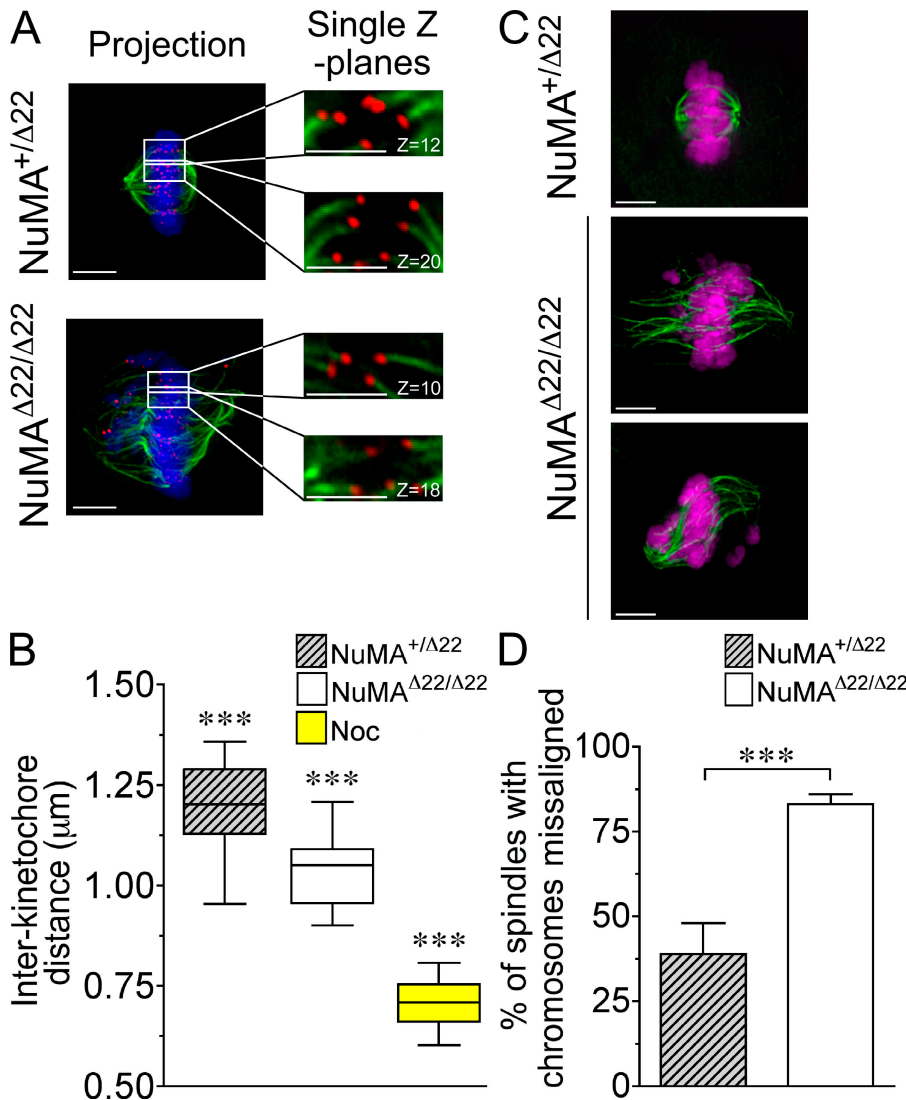 A
Projection
Single Z
-planes
NuMA+/Δ22
Z=12
Z=20
NuMAΔ22/Δ22
Z=10
Z=18
C
NuMA+/Δ22
NuMAΔ22/Δ22
B
NuMA+/Δ22
NuMAΔ22/Δ22
Noc
Inter-kinetochore
distance (μm)
1.50
1.25
1.00
0.75
0.50
***
***
***
D
NuMA+/Δ22
NuMAΔ22/Δ22
% of spindles with
chromosomes missaligned
100
75
50
25
0
***